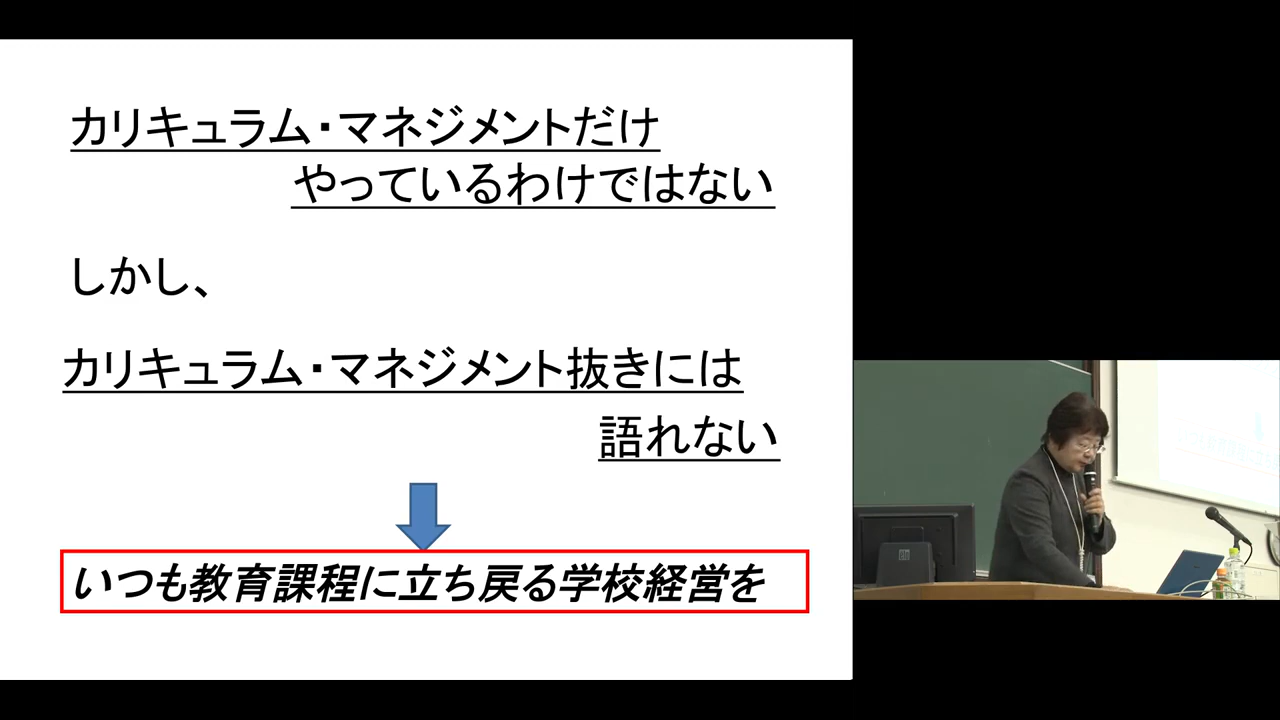 カリキュラム・マネジメントだけ
やっているわけではない
しかし、
カリキュラム・マネジメント抜きには
語れない
いつも教育課程に立ち戻る学校経営を